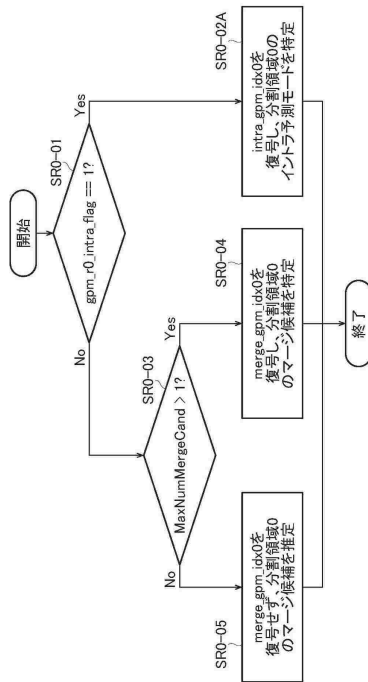 開始
SR0-01
gpm_r0_intra_flag == 1?
Yes
No
SR0-02A
intra_gpm_idx0を
復号し、分割領域0の
イントラ予測モードを特定
SR0-03
MaxNumMergeCand > 1?
Yes
No
SR0-04
merge_gpm_idx0を
復号し、分割領域0
のマージ候補を特定
SR0-05
merge_gpm_idx0を
復号せず、分割領域0
のマージ候補を推定
終了